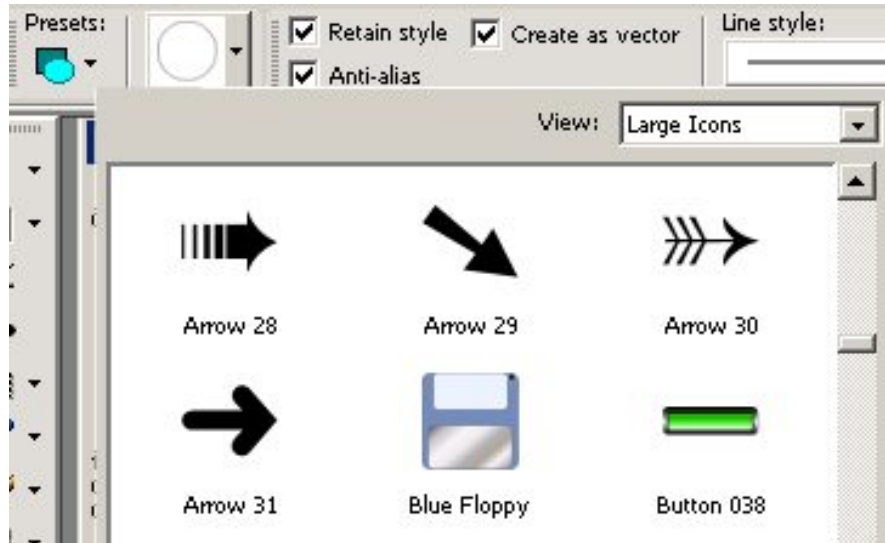 Presets:
Retain style
Create as vector
Line style:
Anti-alias
View:
Large Icons
Arrow 28
Arrow 29
Arrow 30
Arrow 31
Blue Floppy
Button 038